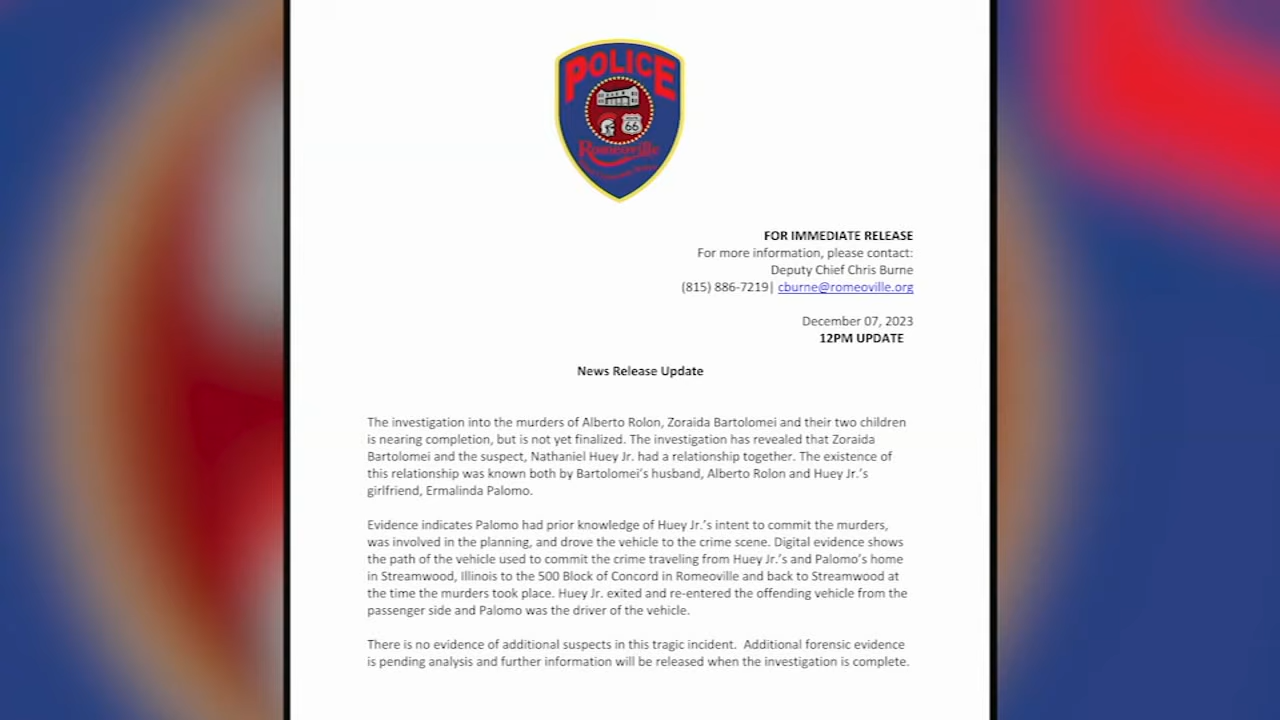 POLICE
66
Romeoville
FOR IMMEDIATE RELEASE
For more information, please contact:
Deputy Chief Chris Burne
(815) 886-7219| cburne@romeoville.org
December 07, 2023
12PM UPDATE
News Release Update
The investigation into the murders of Alberto Rolon, Zoraida Bartolomei and their two children
is nearing completion, but is not yet finalized. The investigation has revealed that Zoraida
Bartolomei and the suspect, Nathaniel Huey Jr. had a relationship together. The existence of
this relationship was known both by Bartolomei's husband, Alberto Rolon and Huey Jr.'s
girlfriend, Ermalinda Palomo.
Evidence indicates Palomo had prior knowledge of Huey Jr.'s intent to commit the murders,
was involved in the planning, and drove the vehicle to the crime scene. Digital evidence shows
the path of the vehicle used to commit the crime traveling from Huey Jr.'s and Palomo's home
in Streamwood, Illinois to the 500 Block of Concord in Romeoville and back to Streamwood at
the time the murders took place. Huey Jr. exited and re-entered the offending vehicle from the
passenger side and Palomo was the driver of the vehicle.
There is no evidence of additional suspects in this tragic incident.  Additional forensic evidence
is pending analysis and further information will be released when the investigation is complete.